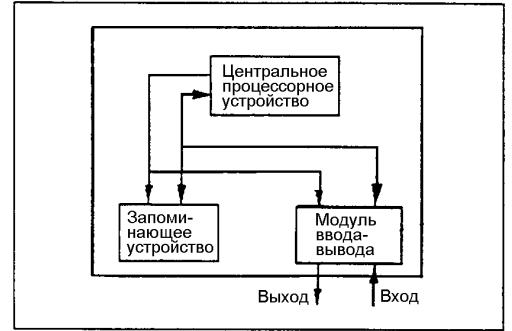 Центральное
процессорное
устройство
Запоми-
нающее
устройство
Модуль
ввода-
вывода
Выход
Вход